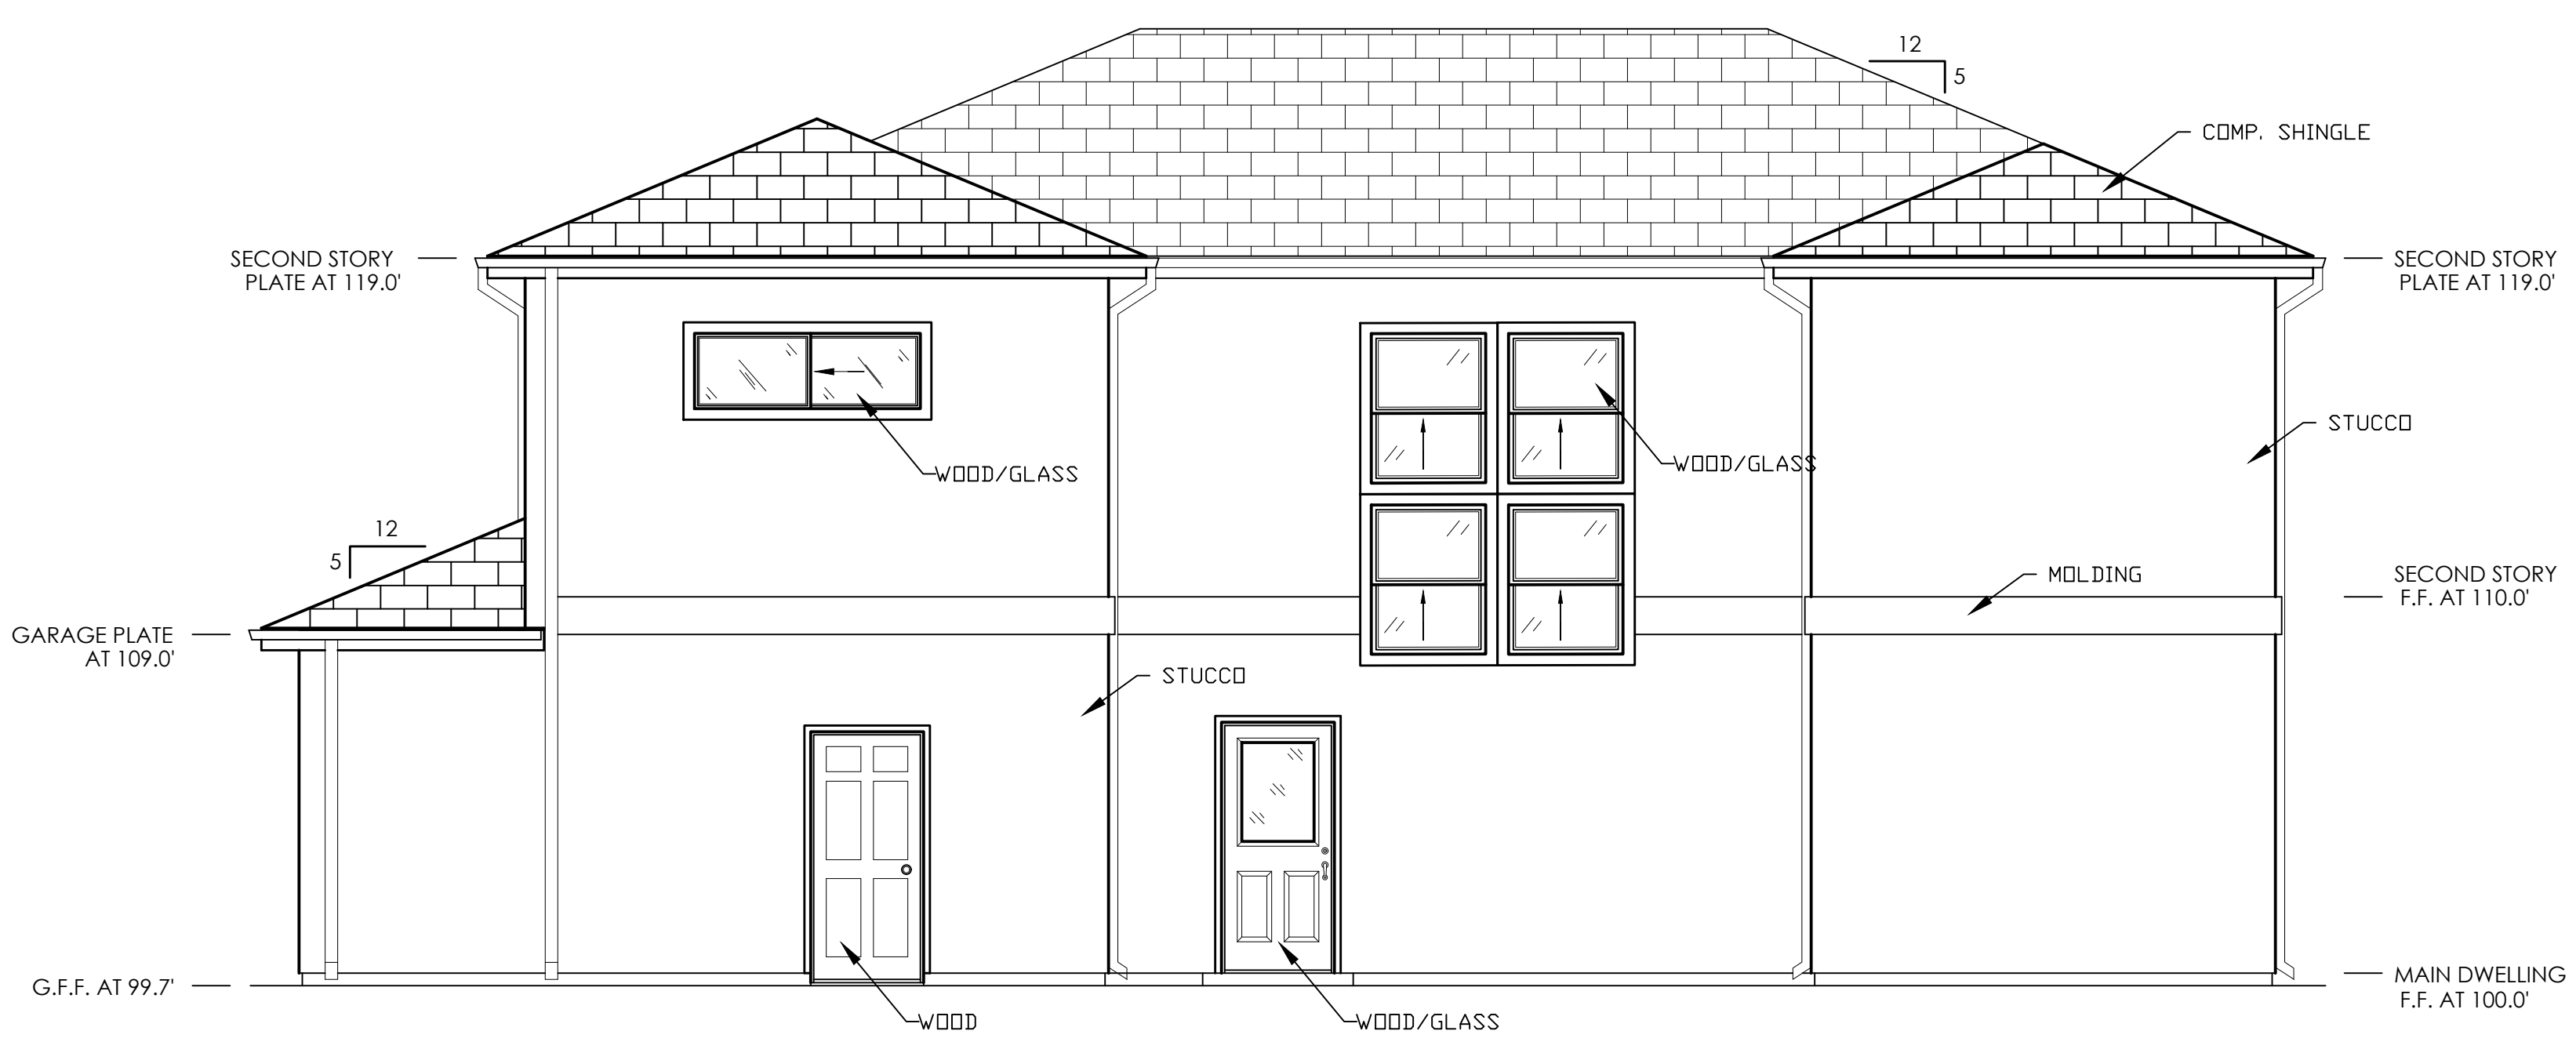 12
5
COMP. SHINGLE
SECOND STORY
PLATE AT 119.0'
SECOND STORY
PLATE AT 119.0'
STUCCO
WOOD/GLASS
WOOD/GLASS
12
5
MOLDING
SECOND STORY
F.F. AT 110.0'
GARAGE PLATE
AT 109.0'
STUCCO
G.F.F. AT 99.7'
MAIN DWELLING
F.F. AT 100.0'
WOOD
WOOD/GLASS